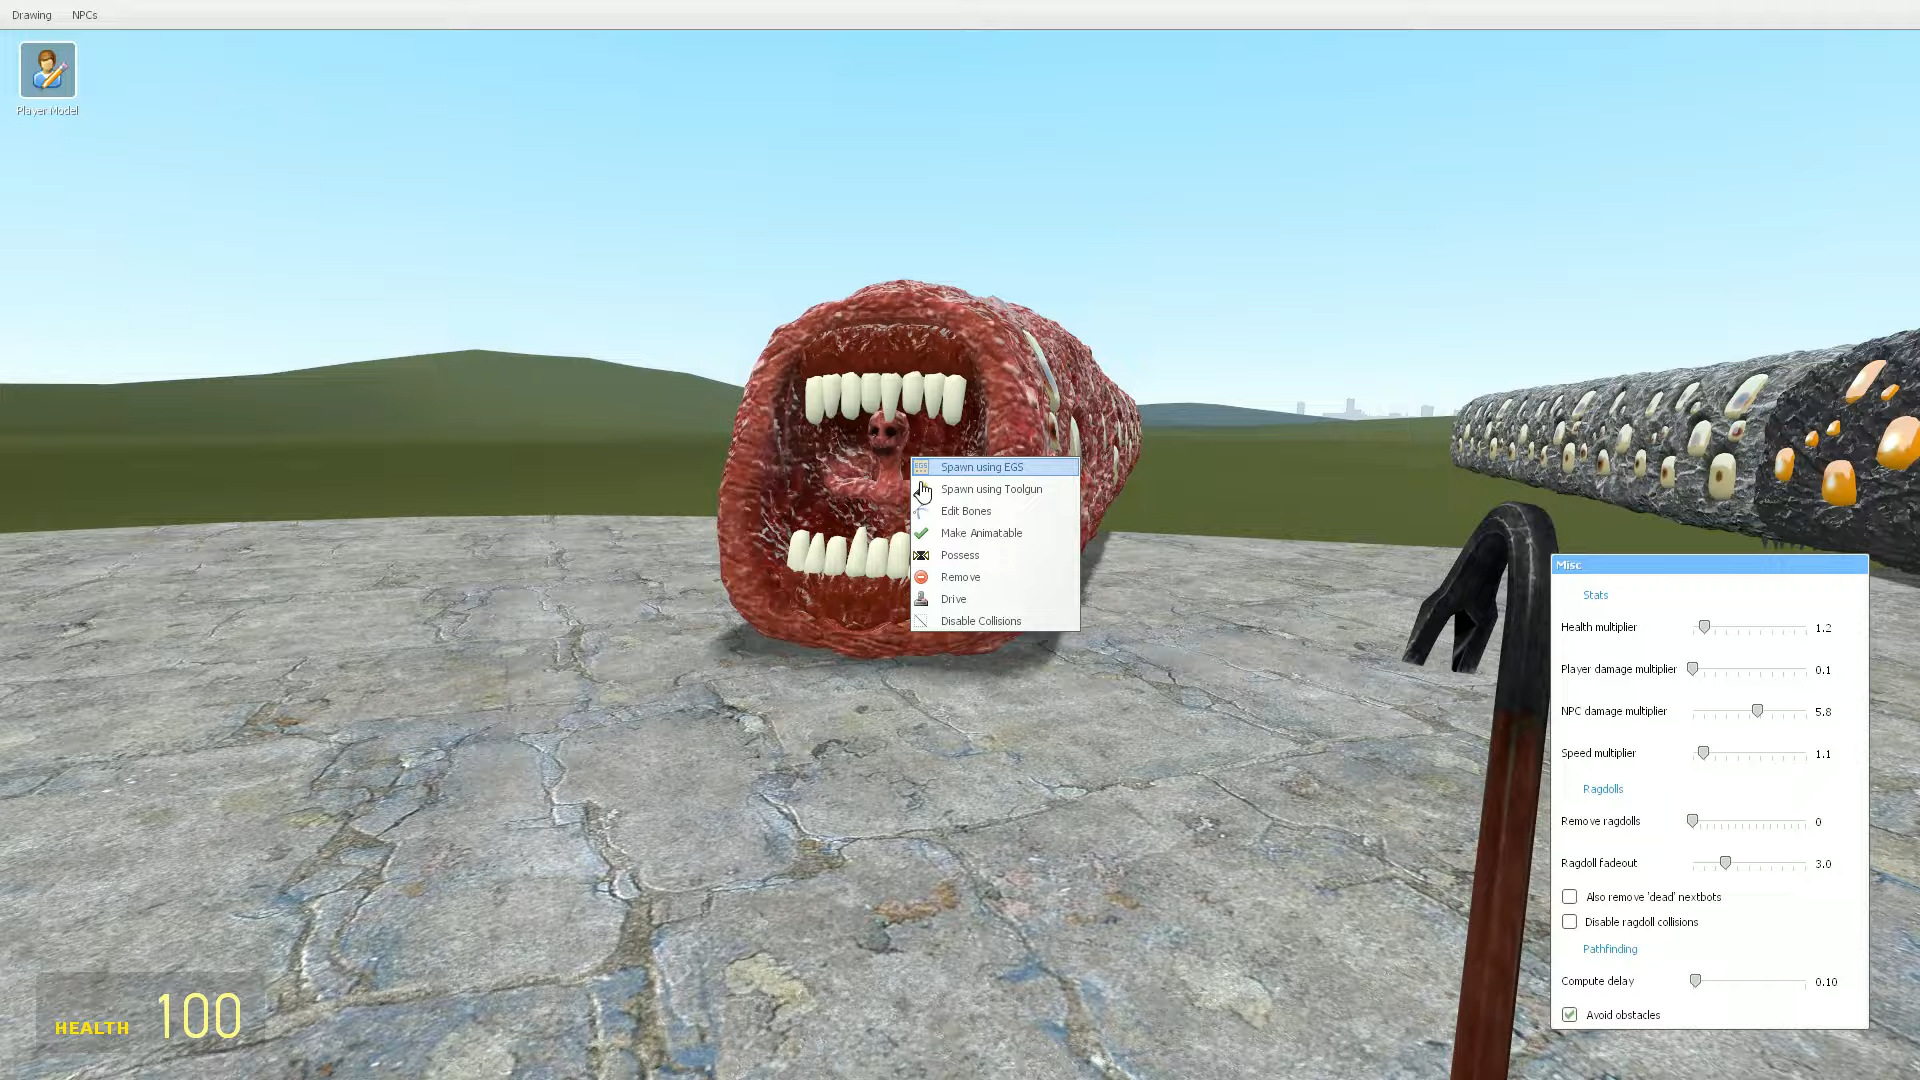 Drawing NPCs
Player Model
EGS Spawn using EGS
Spawn using Toolgun
Edit Bones
Make Animatable
Possess
Remove
Drive
Disable Collisions
Misc
Stats
Health multiplier 1.2
Player damage multiplier 0.1
NPC damage multiplier 5.8
Speed multiplier 1.1
Ragdolls
Remove ragdolls 0
Ragdoll fadeout 3.0
Also remove 'dead' nextbots
Disable ragdoll collisions
Pathfinding
Compute delay 0.10
Avoid obstacles
HEALTH 100